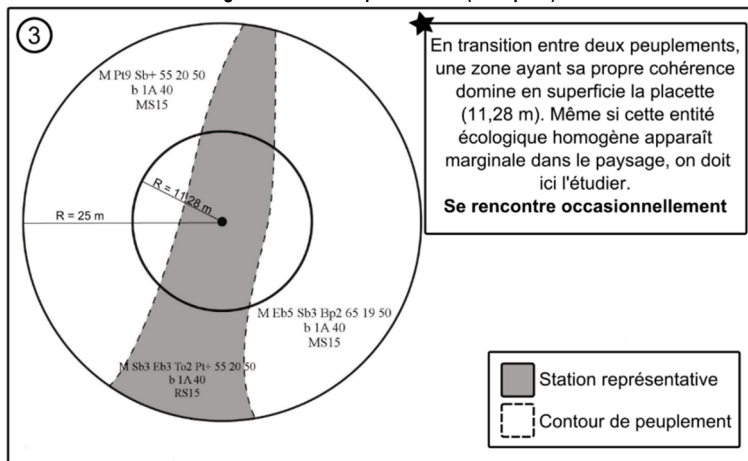 3
M Pt9 Sb+ 55 20 50
b 1A 40
MS15
R = 11,28 m
R = 25 m
M Eb5 Sb3 Bp2 65 19 50
b 1A 40
MS15
M Sb3 Eb3 To2 Pt+ 55 20 50
b 1A 40
RS15
En transition entre deux peuplements,
une zone ayant sa propre cohérence
domine en superficie la placette
(11,28 m). Même si cette entité
écologique homogène apparaît
marginale dans le paysage, on doit
ici l'étudier.
Se rencontre occasionnellement
Station représentative
Contour de peuplement